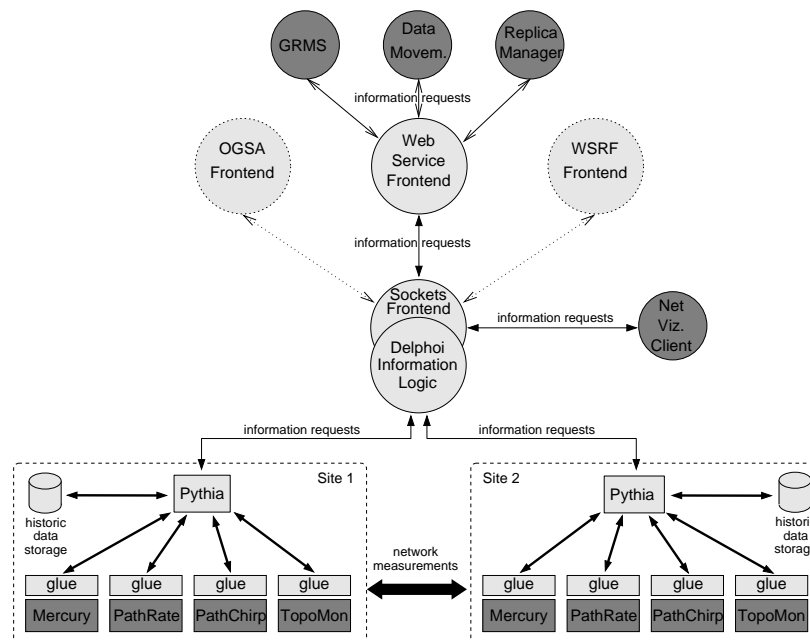 GRMS
Data
Movem.
Replica
Manager
information requests
OGSA
Frontend
Web
Service
Frontend
WSRF
Frontend
information requests
Sockets
Frontend
Delphoi
Information
Logic
information requests
Net
Viz.
Client
information requests
information requests
Site 1
Pythia
historic
data
storage
glue
glue
glue
glue
Mercury
PathRate
PathChirp
TopoMon
network
measurements
Site 2
Pythia
histori
data
storag
glue
glue
glue
glue
Mercury
PathRate
PathChirp
TopoMon